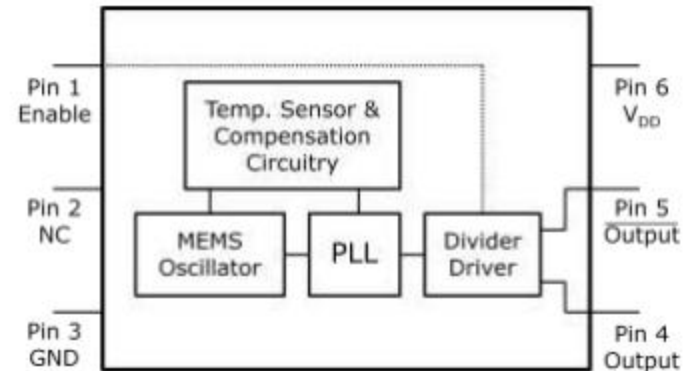 Pin 1
Enable
Pin 2
NC
Pin 3
GND
Temp. Sensor &
Compensation
Circuitry
MEMS
Oscillator
PLL
Divider
Driver
Pin 6
V_DD
Pin 5
Output
Pin 4
Output